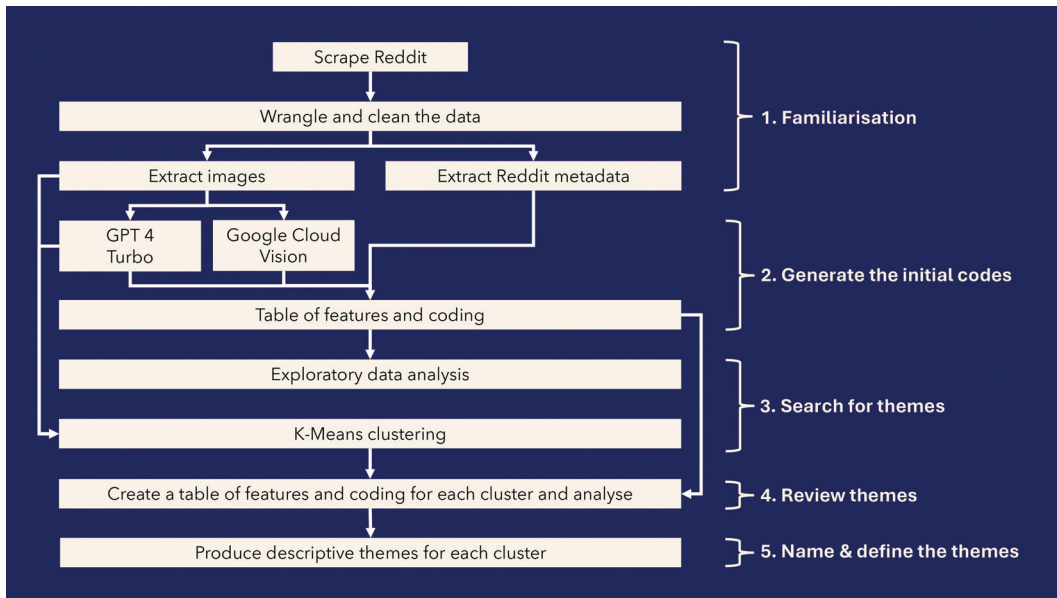 Scrape Reddit
Wrangle and clean the data
1. Familiarisation
Extract images
Extract Reddit metadata
GPT 4
Turbo
Google Cloud
Vision
2. Generate the initial codes
Table of features and coding
Exploratory data analysis
3. Search for themes
K-Means clustering
Create a table of features and coding for each cluster and analyse
4. Review themes
Produce descriptive themes for each cluster
5. Name & define the themes